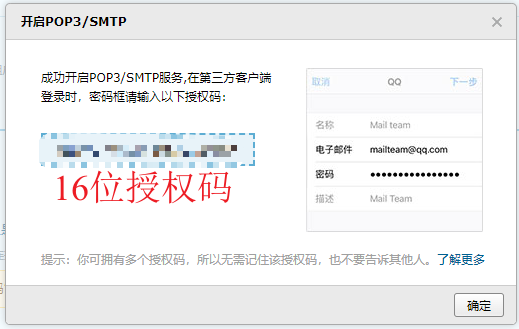 开启POP3/SMTP
成功开启POP3/SMTP服务,在第三方客户端
登录时，密码框请输入以下授权码：
16位授权码
取消 QQ 下一步
名称 Mail team
电子邮件 mailteam@qq.com
密码 ●●●●●●●●●●●●●●●●
描述 Mail Team
提示：你可拥有多个授权码，所以无需记住该授权码，也不要告诉其他人。了解更多
确定